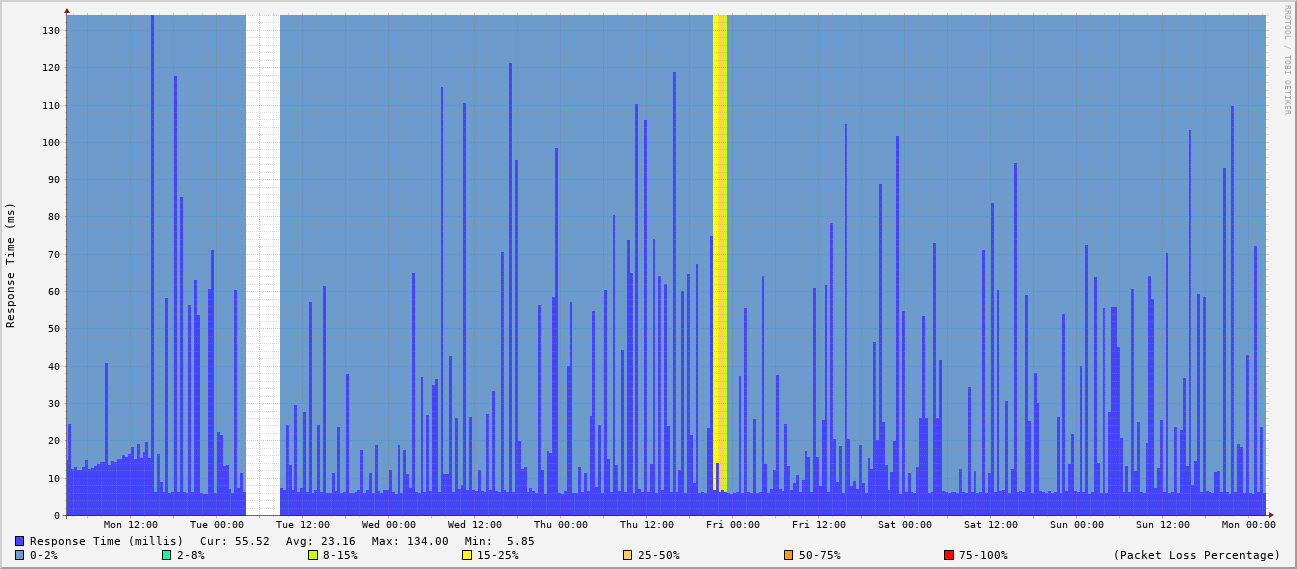 RRDTOOL / TOBI OETIKER
Response Time (ms)
130
120
110
100
90
80
70
60
50
40
30
20
10
0
Mon 12:00 Tue 00:00 Tue 12:00 Wed 00:00 Wed 12:00 Thu 00:00 Thu 12:00 Fri 00:00 Fri 12:00 Sat 00:00 Sat 12:00 Sun 00:00 Sun 12:00 Mon 00:00
Response Time (millis) Cur: 55.52 Avg: 23.16 Max: 134.00 Min: 5.85
0-2% 2-8% 8-15% 15-25% 25-50% 50-75% 75-100% (Packet Loss Percentage)